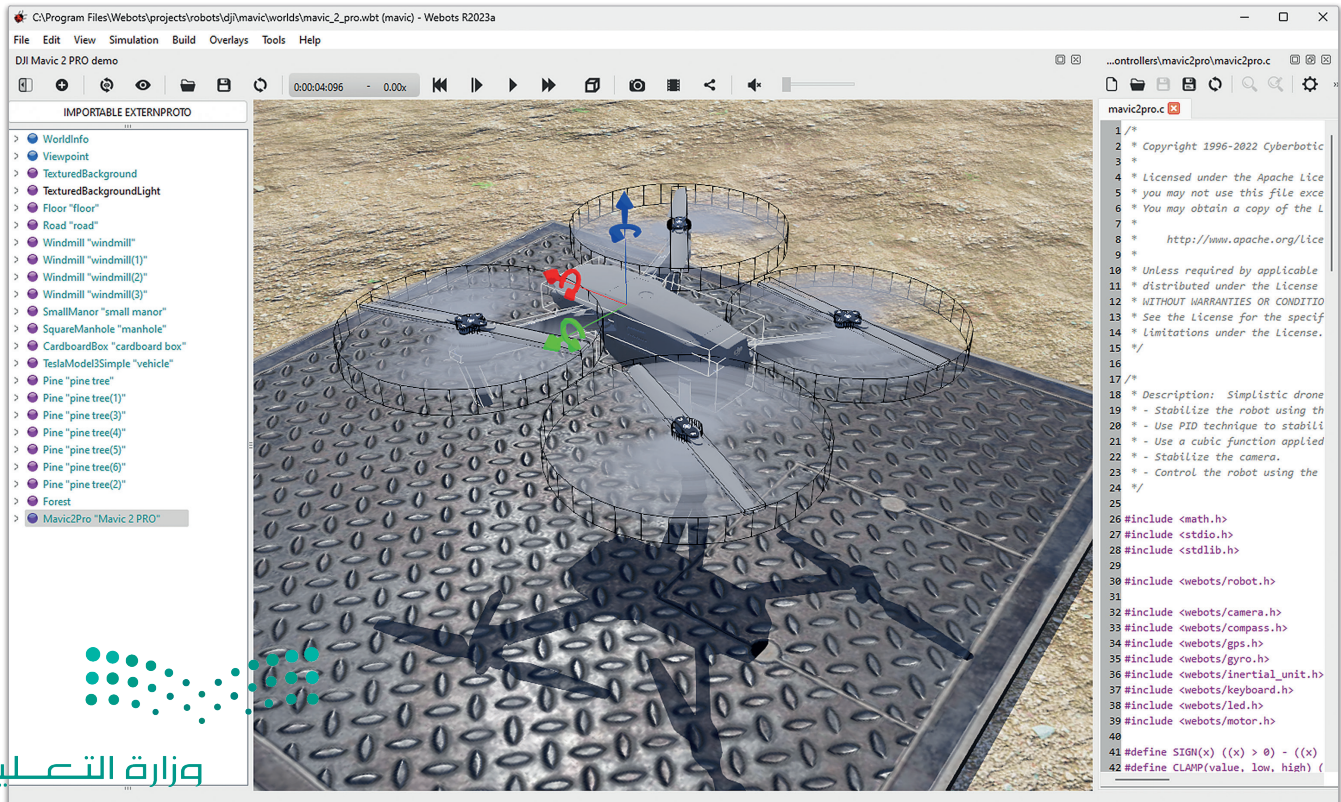 C:\Program Files\Webots\projects\robots\dji\mavic\worlds\mavic_2_pro.wbt (mavic) - Webots R2023a
File Edit View Simulation Build Overlays Tools Help
DJI Mavic 2 PRO demo
0:00:04:096 - 0.00x
IMPORTABLE EXTERNPROTO
WorldInfo
Viewpoint
TexturedBackground
TexturedBackgroundLight
Floor "floor"
Road "road"
Windmill "windmill"
Windmill "windmill(1)"
Windmill "windmill(2)"
Windmill "windmill(3)"
SmallManor "small manor"
SquareManhole "manhole"
CardboardBox "cardboard box"
TeslaModel3Simple "vehicle"
Pine "pine tree"
Pine "pine tree(1)"
Pine "pine tree(3)"
Pine "pine tree(4)"
Pine "pine tree(5)"
Pine "pine tree(6)"
Pine "pine tree(2)"
Forest
Mavic2Pro "Mavic 2 PRO"
...ontrollers\mavic2pro\mavic2pro.c
mavic2pro.c
1 /*
2 * Copyright 1996-2022 Cyberbotic
3 *
4 * Licensed under the Apache Lice
5 * you may not use this file exce
6 * You may obtain a copy of the L
7 *
8 * http://www.apache.org/lice
9 *
10 * Unless required by applicable
11 * distributed under the License
12 * WITHOUT WARRANTIES OR CONDITIO
13 * See the License for the specif
14 * limitations under the License.
15 */
16
17 /*
18 * Description: Simplistic drone
19 * - Stabilize the robot using th
20 * - Use PID technique to stabili
21 * - Use a cubic function applied
22 * - Stabilize the camera.
23 * - Control the robot using the
24 */
25
26 #include <math.h>
27 #include <stdio.h>
28 #include <stdlib.h>
29
30 #include <webots/robot.h>
31
32 #include <webots/camera.h>
33 #include <webots/compass.h>
34 #include <webots/gps.h>
35 #include <webots/gyro.h>
36 #include <webots/inertial_unit.h>
37 #include <webots/keyboard.h>
38 #include <webots/led.h>
39 #include <webots/motor.h>
40
41 #define SIGN(x) ((x) > 0) - ((x)
42 #define CLAMP(value, low, high) (
وزارة التعليـ